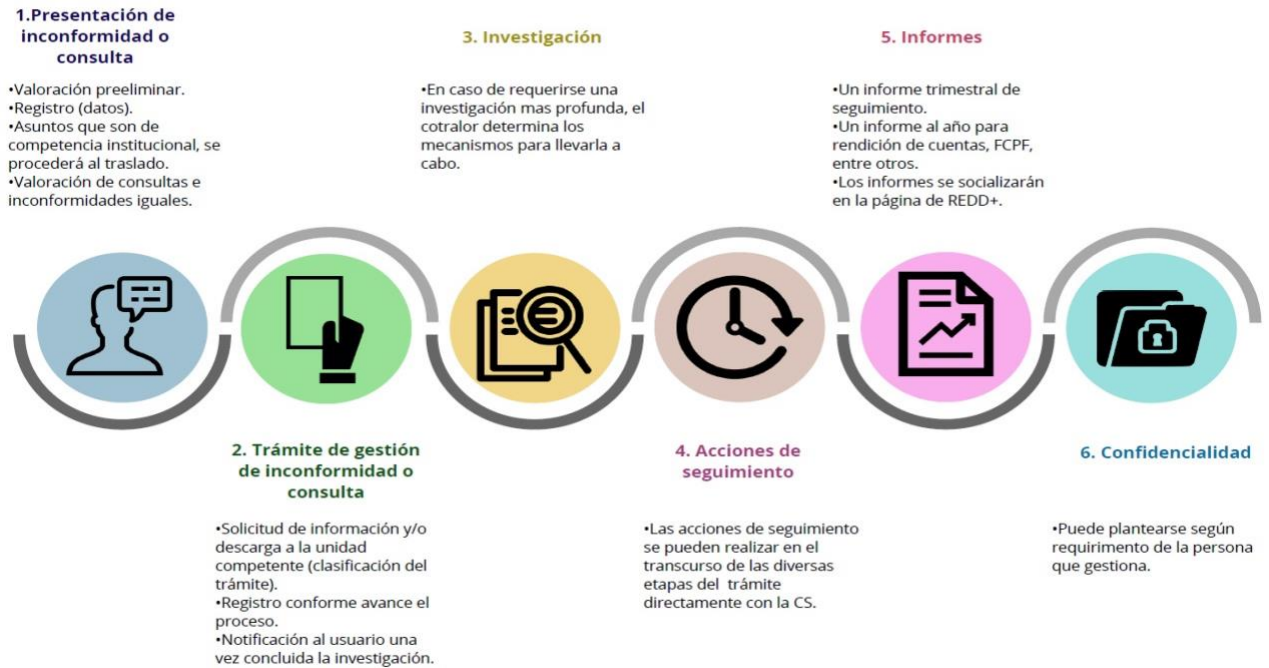 1.Presentación de
inconformidad o
consulta
•Valoración preeliminar.
•Registro (datos).
•Asuntos que son de
competencia institucional, se
procederá al traslado.
•Valoración de consultas e
inconformidades iguales.
2. Trámite de gestión
de inconformidad o
consulta
•Solicitud de información y/o
descarga a la unidad
competente (clasificación del
trámite).
•Registro conforme avance el
proceso.
•Notificación al usuario una
vez concluida la investigación.
3. Investigación
•En caso de requerirse una
investigación mas profunda, el
cotralor determina los
mecanismos para llevarla a
cabo.
4. Acciones de
seguimiento
•Las acciones de seguimiento
se pueden realizar en el
transcurso de las diversas
etapas del trámite
directamente con la CS.
5. Informes
•Un informe trimestral de
seguimiento.
•Un informe al año para
rendición de cuentas, FCPF,
entre otros.
•Los informes se socializarán
en la página de REDD+.
6. Confidencialidad
•Puede plantearse según
requirimento de la persona
que gestiona.